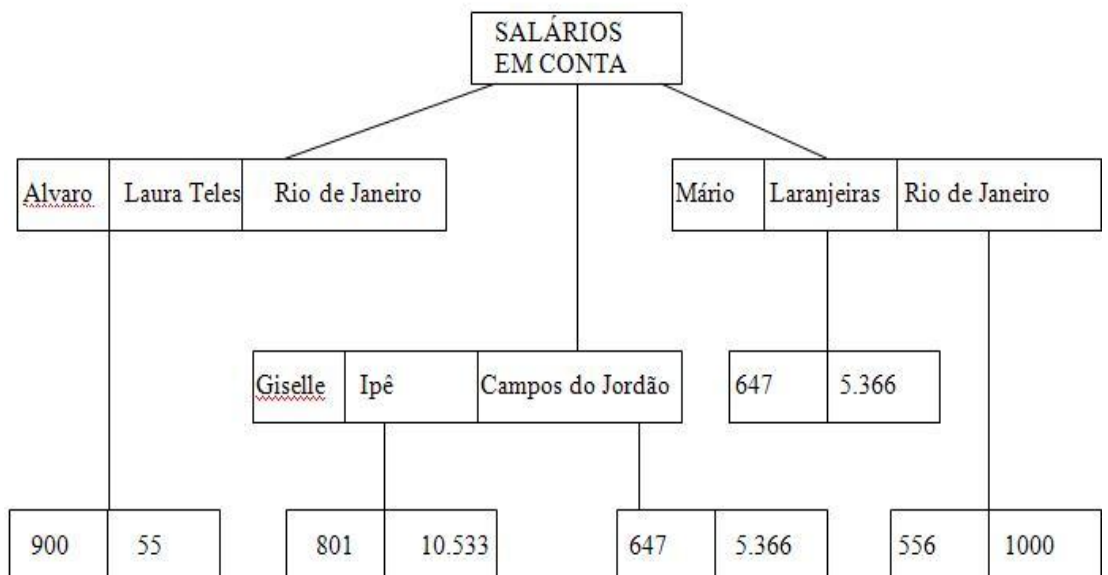 SALÁRIOS
EM CONTA
Alvaro Laura Teles Rio de Janeiro
Mário Laranjeiras Rio de Janeiro
Giselle Ipê Campos do Jordão
647 5.366
900 55
801 10.533
647 5.366
556 1000